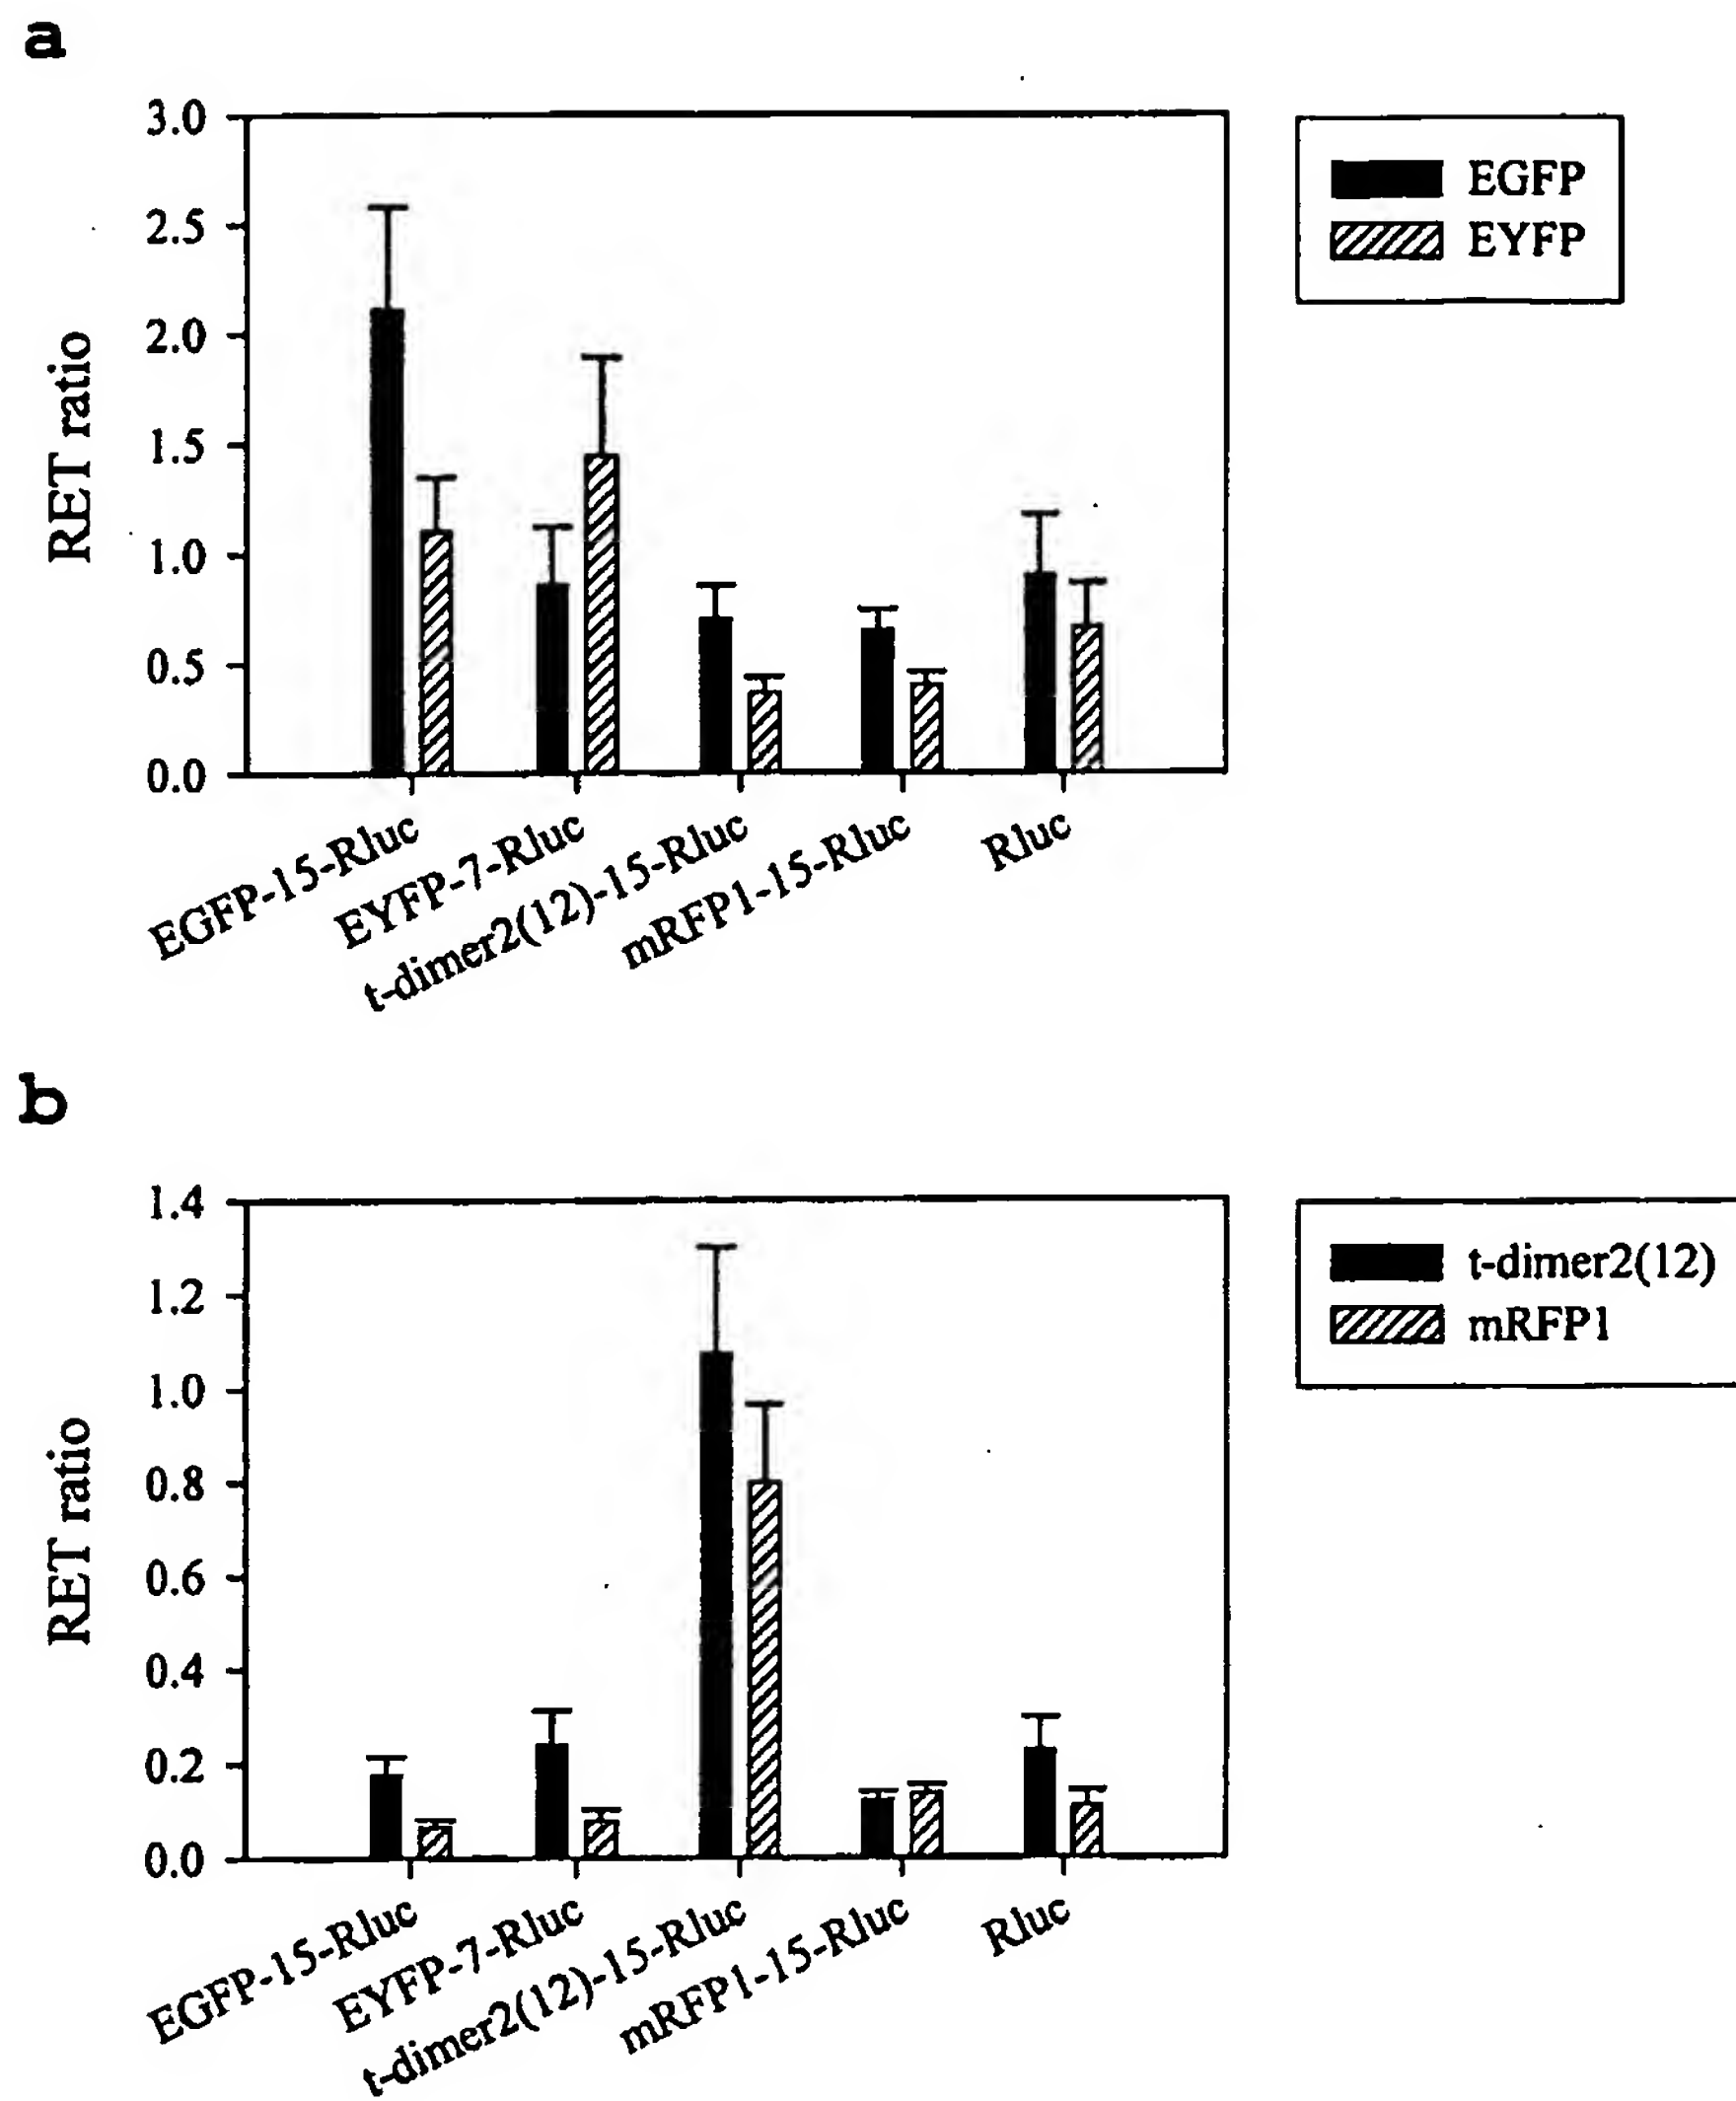 a
3.0
2.5
2.0
1.5
1.0
0.5
0.0
RET ratio
EGFP-15-Rluc
EYFP-7-Rluc
t-dimer2(12)-15-Rluc
mRFP1-15-Rluc
Rluc
EGFP
EYFP
b
1.4
1.2
1.0
0.8
0.6
0.4
0.2
0.0
RET ratio
EGFP-15-Rluc
EYFP-7-Rluc
t-dimer2(12)-15-Rluc
mRFP1-15-Rluc
Rluc
t-dimer2(12)
mRFP1